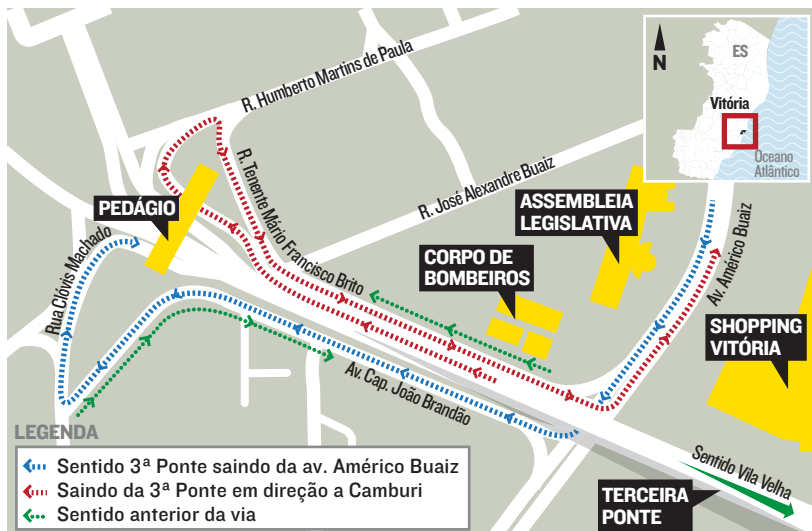 N
ES
Vitória
Oceano
Atlântico
R. Humberto Martins de Paula
R. Tenente Mário Francisco Brito
R. José Alexandre Buaiz
PEDÁGIO
ASSEMBLEIA
LEGISLATIVA
CORPO DE
BOMBEIROS
Av. Américo Buaiz
Rua Clóvis Machado
SHOPPING
VITÓRIA
Av. Cap. João Brandão
Sentido Vila Velha
TERCEIRA
PONTE
LEGENDA
Sentido 3ª Ponte saindo da av. Américo Buaiz
Saindo da 3ª Ponte em direção a Camburi
Sentido anterior da via